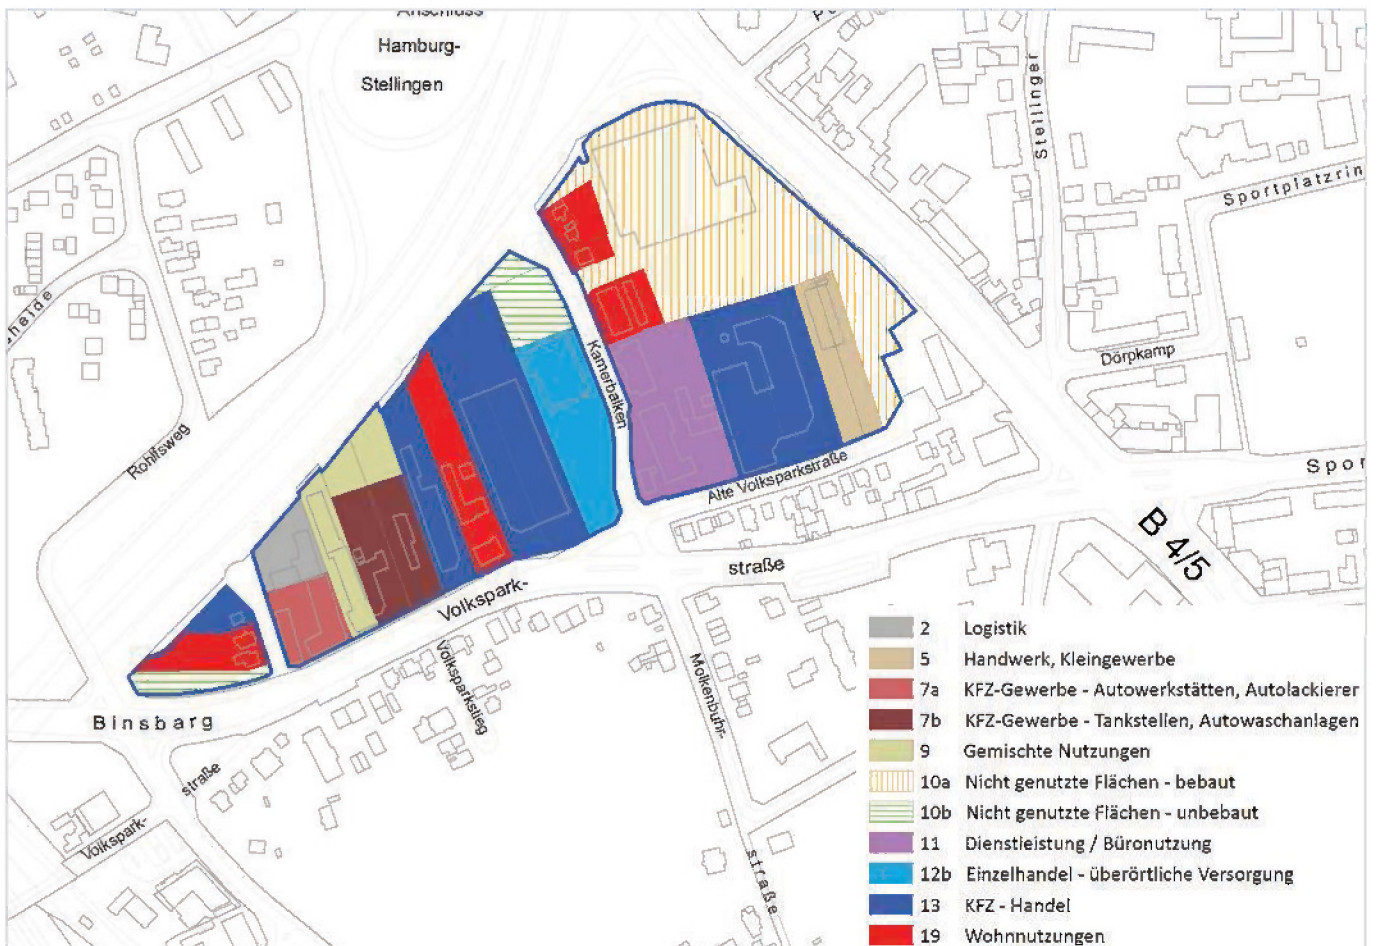 Anschluss
Hamburg-
Stellingen
Stellinger
Sportplatzrin
Dörpkamp
Kamerbalken
Rohlfsweg
Alte Volksparkstraße
Spor
B 4/5
Volkspark-
straße
Volksparkstieg
Molkenbuhr-
straße
Binsbarg
straße
Volkspark-
2 Logistik
5 Handwerk, Kleingewerbe
7a KFZ-Gewerbe - Autowerkstätten, Autolackierer
7b KFZ-Gewerbe - Tankstellen, Autowaschanlagen
9 Gemischte Nutzungen
10a Nicht genutzte Flächen - bebaut
10b Nicht genutzte Flächen - unbebaut
11 Dienstleistung / Büronutzung
12b Einzelhandel - überörtliche Versorgung
13 KFZ - Handel
19 Wohnnutzungen